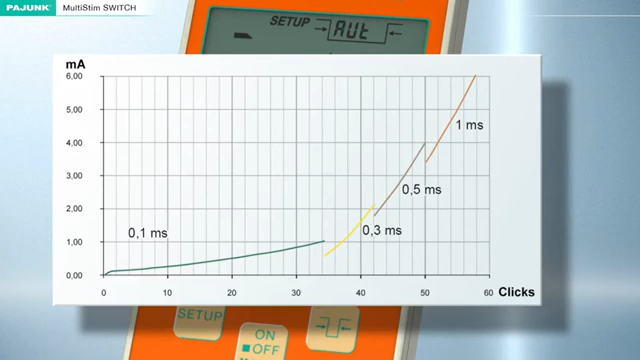 PAJUNK® MultiStim SWITCH
SETUP → AUt ←
mA
6,00
5,00
4,00
1 ms
3,00
0,5 ms
2,00
0,1 ms
0,3 ms
1,00
0,00
0 10 20 30 40 50 60 Clicks
SETUP
ON
OFF